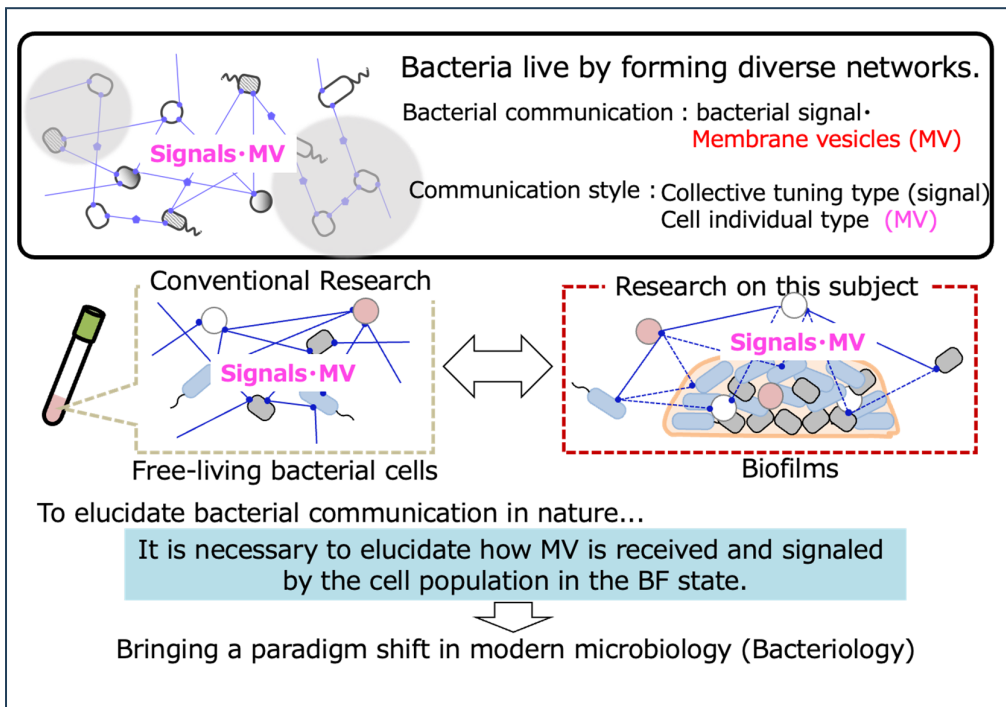 Bacteria live by forming diverse networks.
Bacterial communication : bacterial signal・
Membrane vesicles (MV)
Signals・MV
Communication style : Collective tuning type (signal)
Cell individual type (MV)
Conventional Research
Signals・MV
Free-living bacterial cells
Research on this subject
Signals・MV
Biofilms
To elucidate bacterial communication in nature...
It is necessary to elucidate how MV is received and signaled
by the cell population in the BF state.
Bringing a paradigm shift in modern microbiology (Bacteriology)